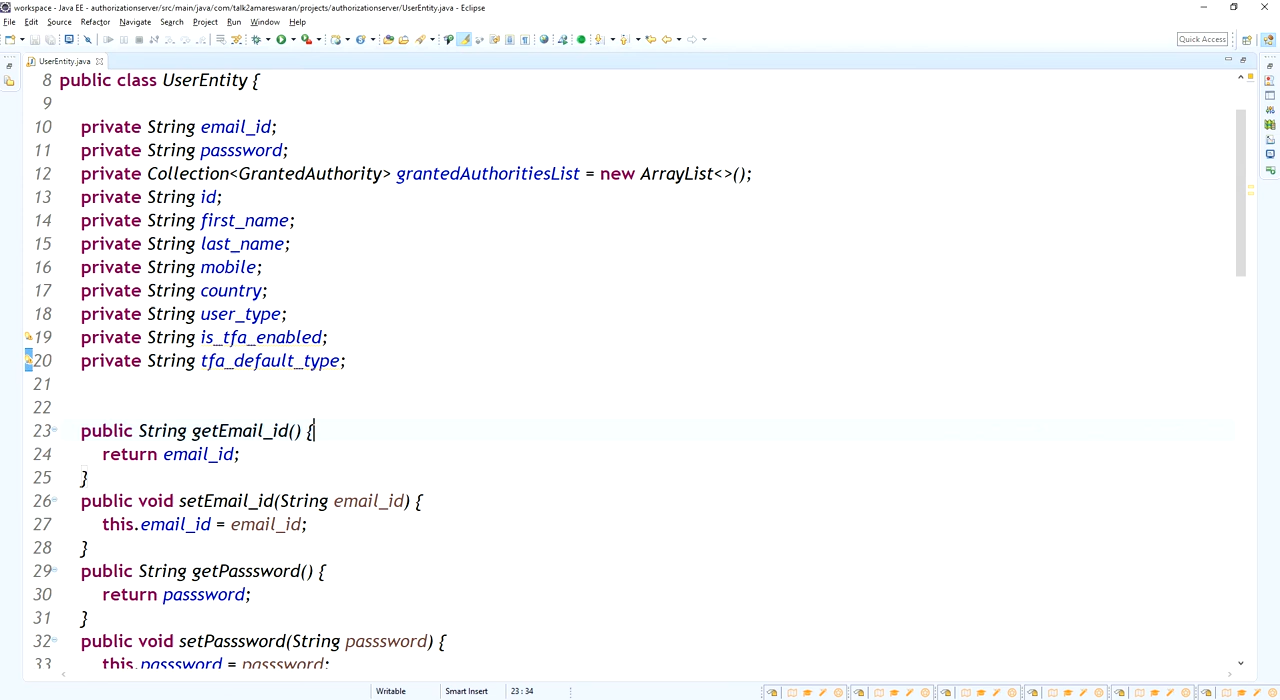 workspace - Java EE - authorizationserver/src/main/java/com/talk2amareswaran/projects/authorizationserver/UserEntity.java - Eclipse
File Edit Source Refactor Navigate Search Project Run Window Help
Quick Access
UserEntity.java
8 public class UserEntity {
9
10 private String email_id;
11 private String passsword;
12 private Collection<GrantedAuthority> grantedAuthoritiesList = new ArrayList<>();
13 private String id;
14 private String first_name;
15 private String last_name;
16 private String mobile;
17 private String country;
18 private String user_type;
19 private String is_tfa_enabled;
20 private String tfa_default_type;
21
22
23 public String getEmail_id() {
24 return email_id;
25 }
26 public void setEmail_id(String email_id) {
27 this.email_id = email_id;
28 }
29 public String getPasssword() {
30 return passsword;
31 }
32 public void setPasssword(String passsword) {
33 this.passsword = passsword;
Writable Smart Insert 23 : 34